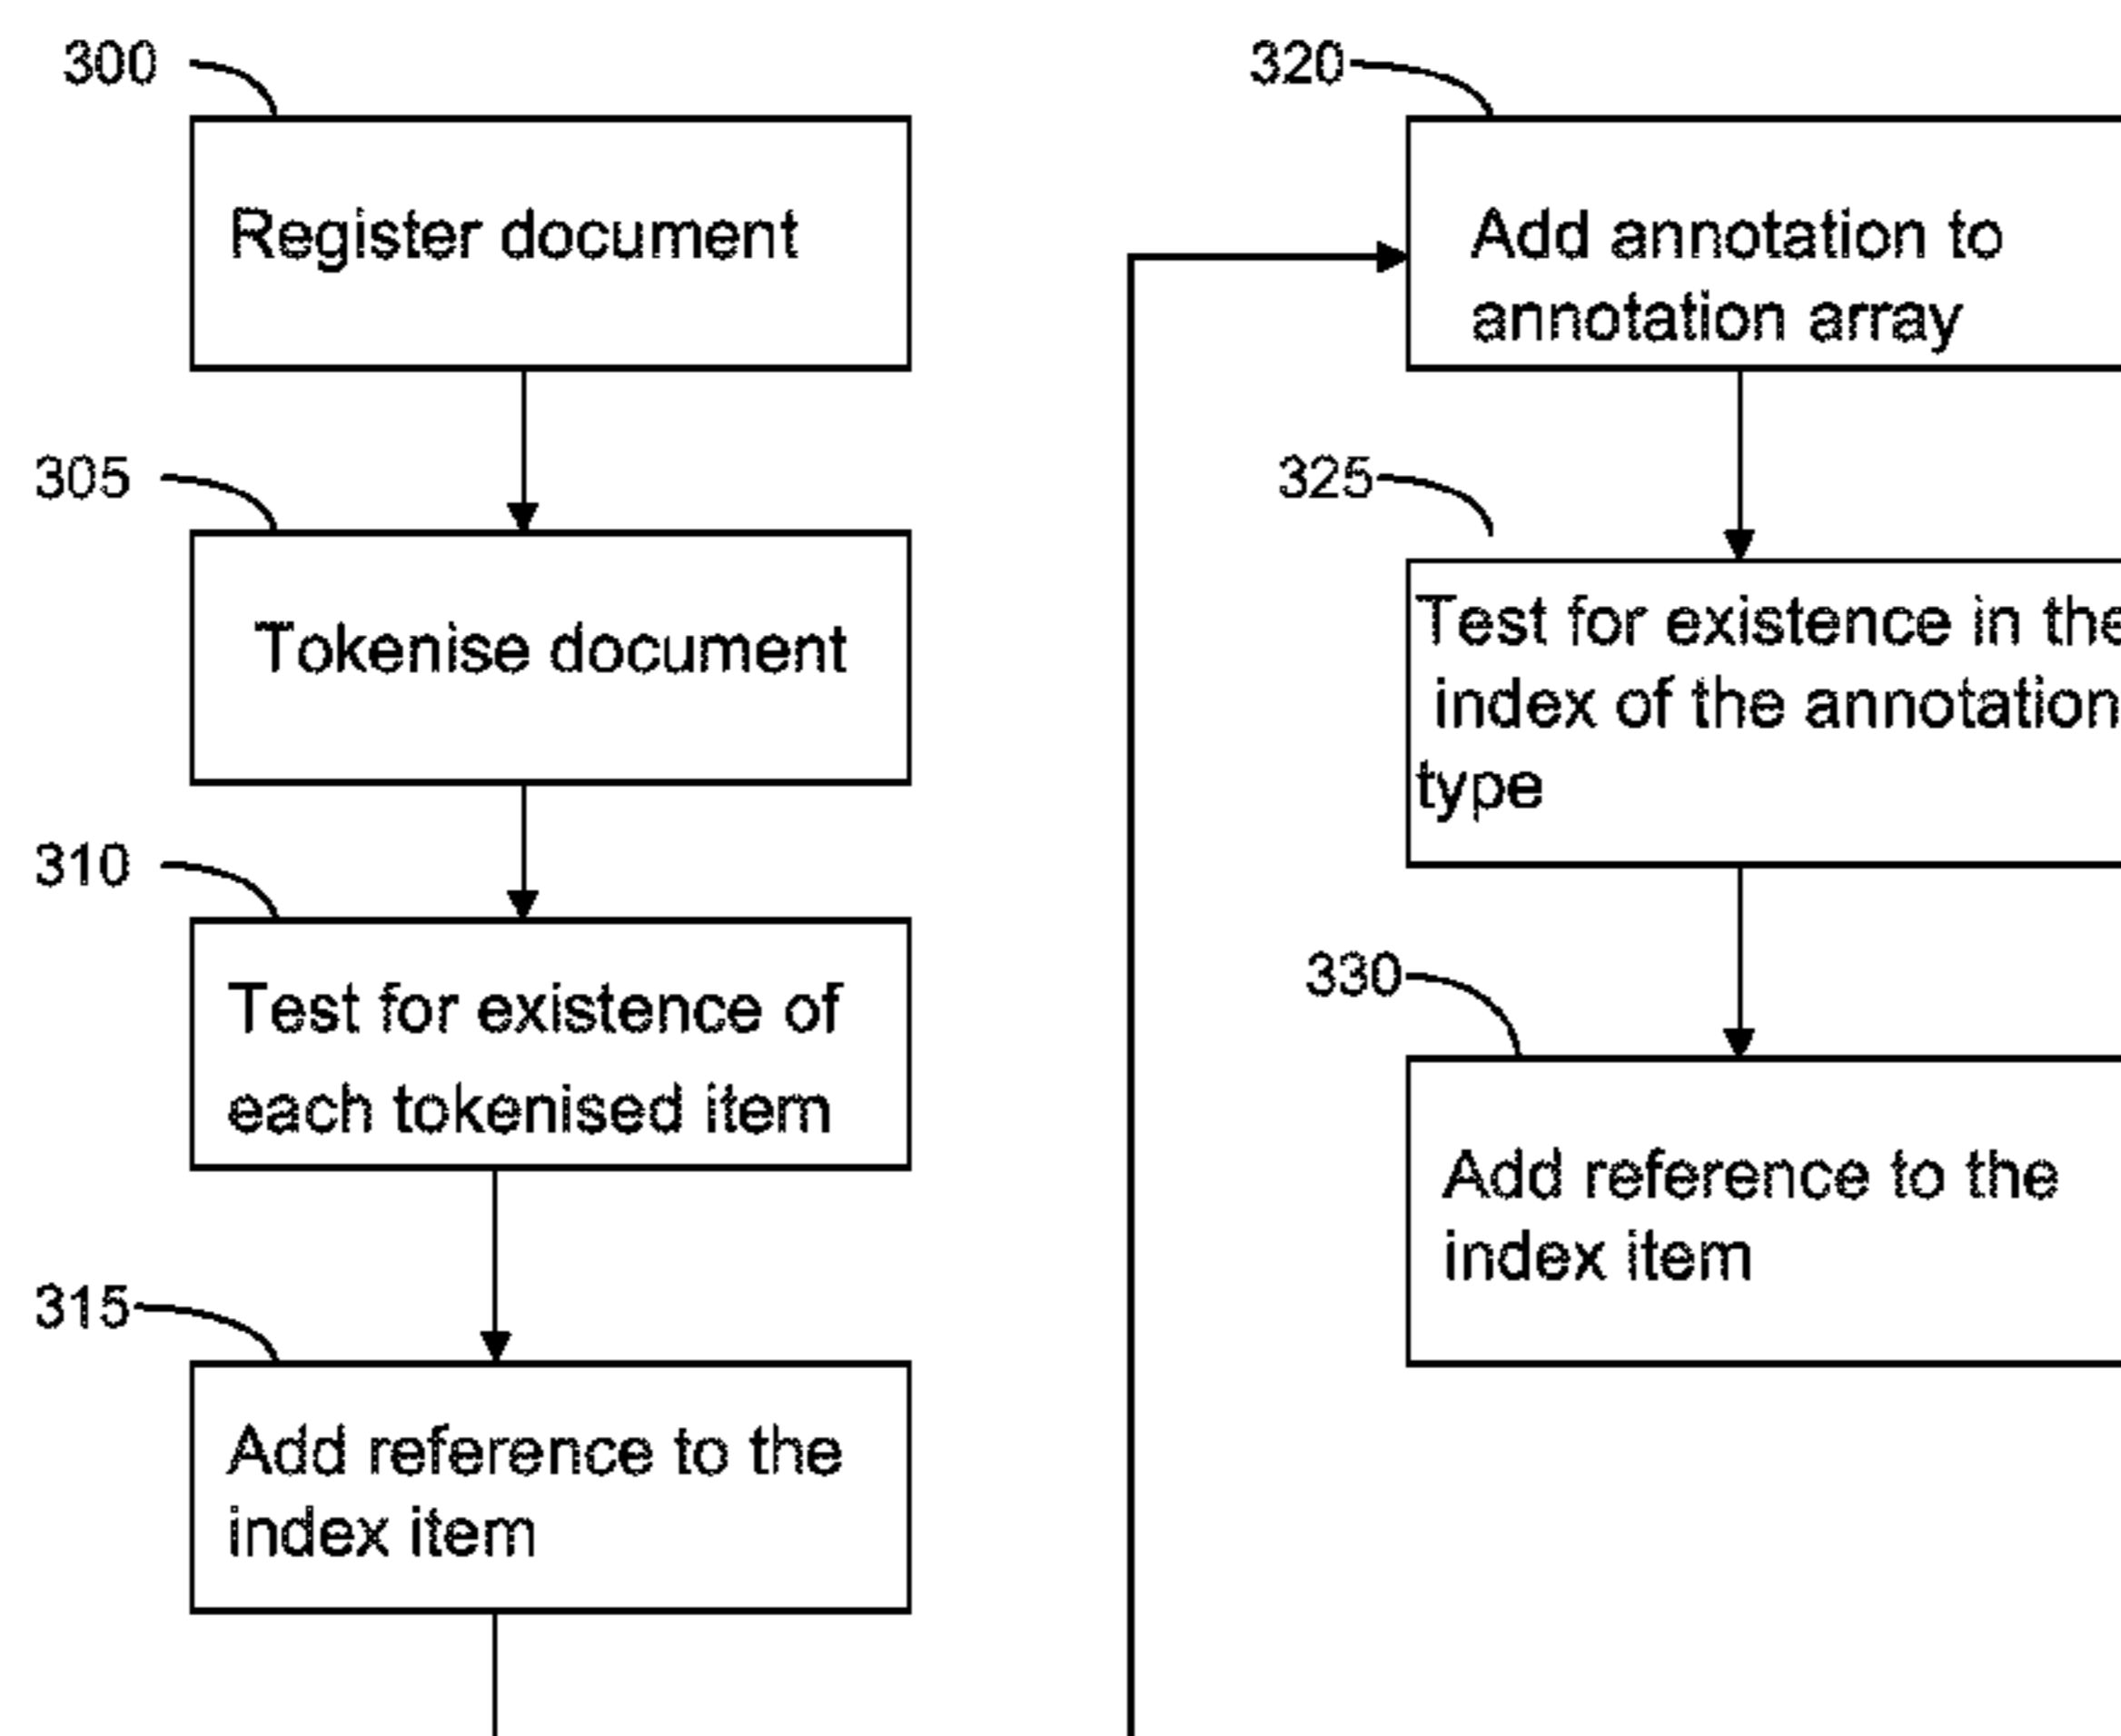 300
Register document
305
Tokenise document
310
Test for existence of
each tokenised item
315
Add reference to the
index item
320
Add annotation to
annotation array
325
Test for existence in the
index of the annotation
type
330
Add reference to the
index item